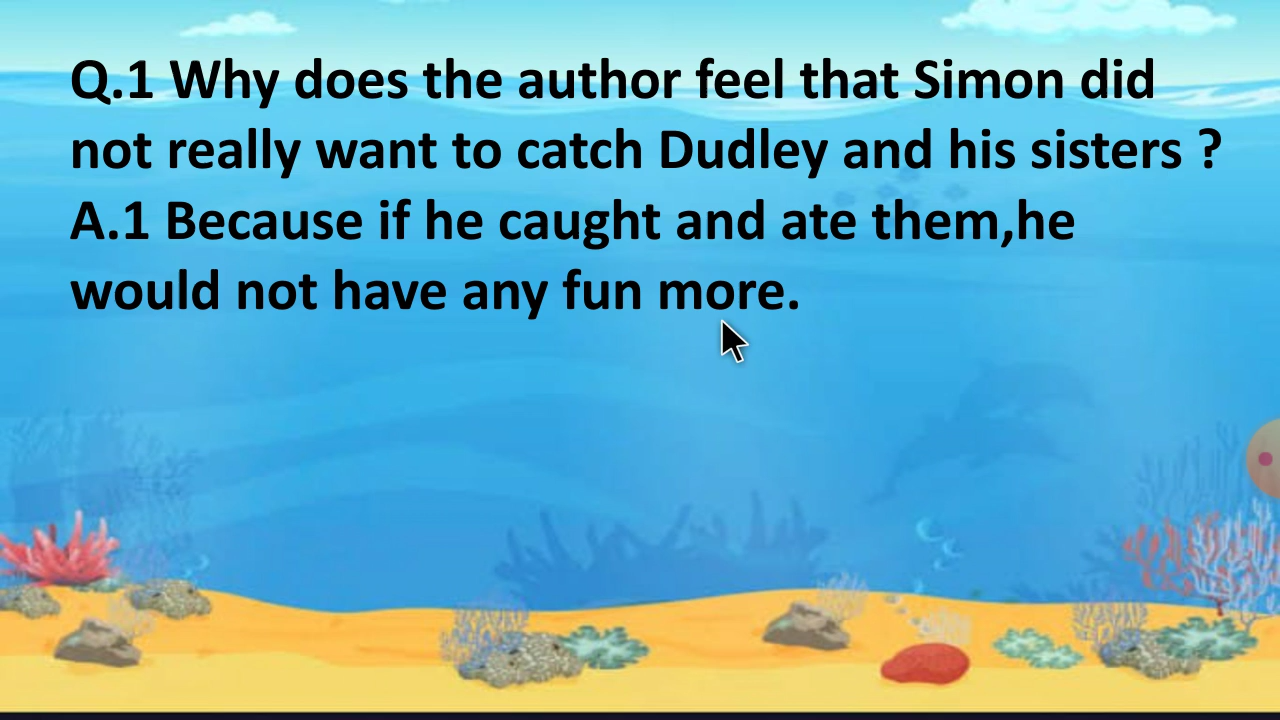 Q.1 Why does the author feel that Simon did
not really want to catch Dudley and his sisters ?
A.1 Because if he caught and ate them,he
would not have any fun more.